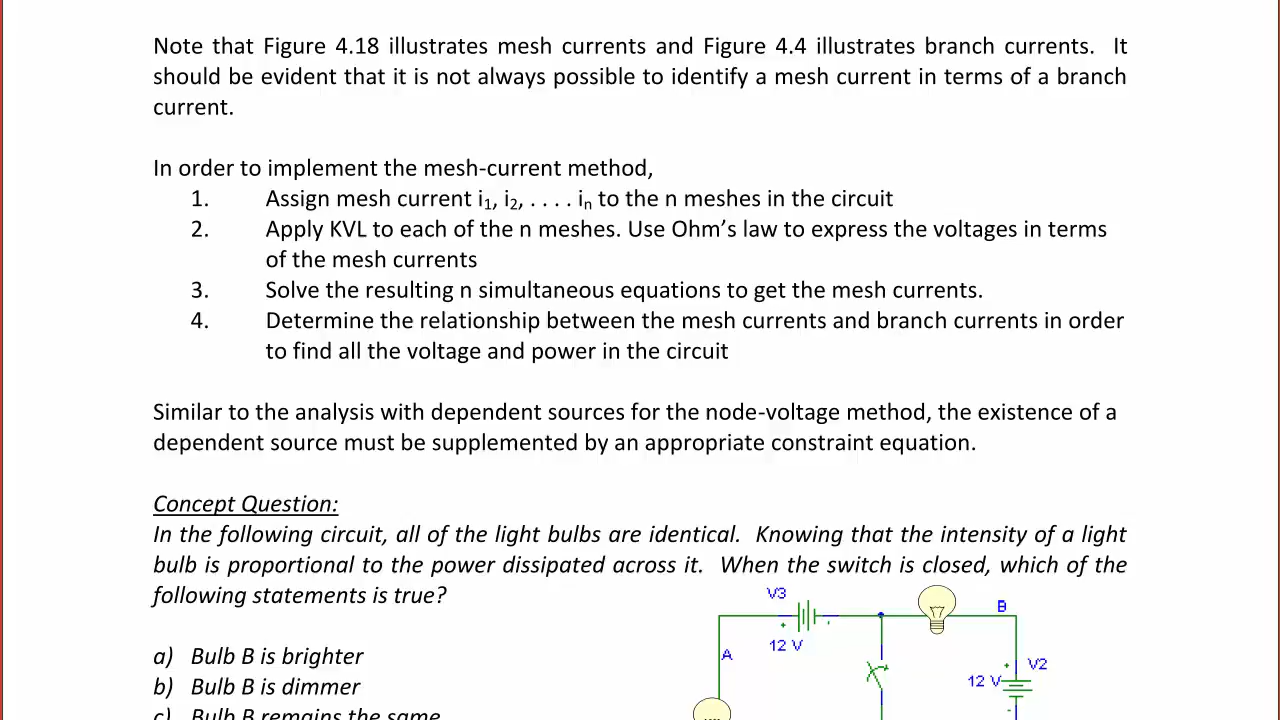 Note that Figure 4.18 illustrates mesh currents and Figure 4.4 illustrates branch currents. It
should be evident that it is not always possible to identify a mesh current in terms of a branch
current.
In order to implement the mesh-current method,
1. Assign mesh current i₁, i₂, . . . . iₙ to the n meshes in the circuit
2. Apply KVL to each of the n meshes. Use Ohm’s law to express the voltages in terms
of the mesh currents
3. Solve the resulting n simultaneous equations to get the mesh currents.
4. Determine the relationship between the mesh currents and branch currents in order
to find all the voltage and power in the circuit
Similar to the analysis with dependent sources for the node-voltage method, the existence of a
dependent source must be supplemented by an appropriate constraint equation.
Concept Question:
In the following circuit, all of the light bulbs are identical. Knowing that the intensity of a light
bulb is proportional to the power dissipated across it. When the switch is closed, which of the
following statements is true?
a) Bulb B is brighter
b) Bulb B is dimmer
c) Bulb B remains the same
V3
+ -
12 V
A
B
+ V2
12 V
-